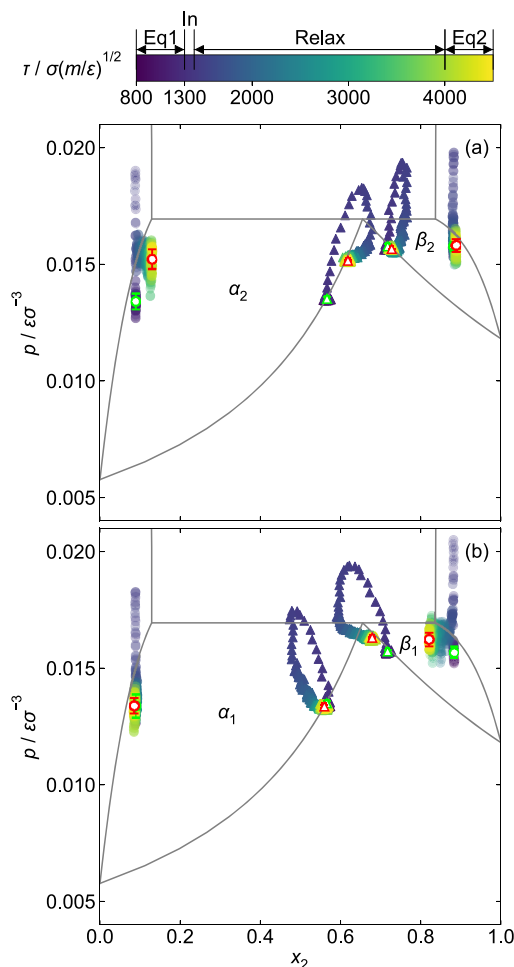 In
Eq1 Relax Eq2
τ / σ(m/ε)^{1/2}
800 1300 2000 3000 4000
(a)
0.020
0.015
0.010
0.005
p / εσ⁻³
α₂
β₂
(b)
0.020
0.015
0.010
0.005
p / εσ⁻³
α₁
β₁
0.0 0.2 0.4 0.6 0.8 1.0
x₂